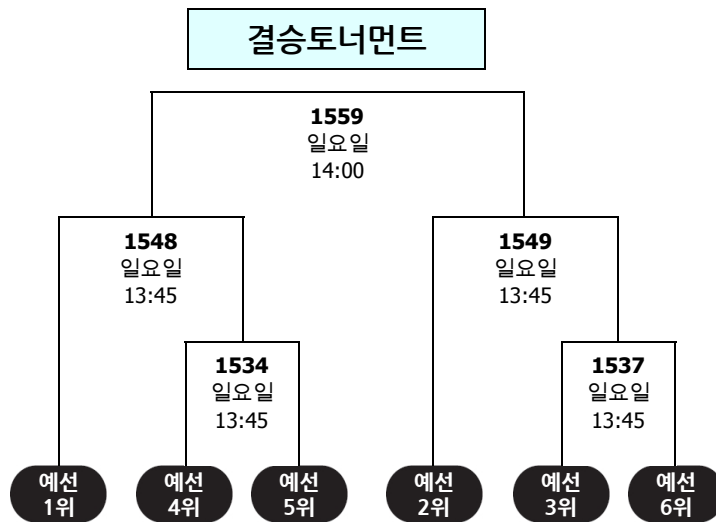 결승토너먼트
1559
일요일
14:00
1548
일요일
13:45
1549
일요일
13:45
1534
일요일
13:45
1537
일요일
13:45
예선
1위
예선
4위
예선
5위
예선
2위
예선
3위
예선
6위